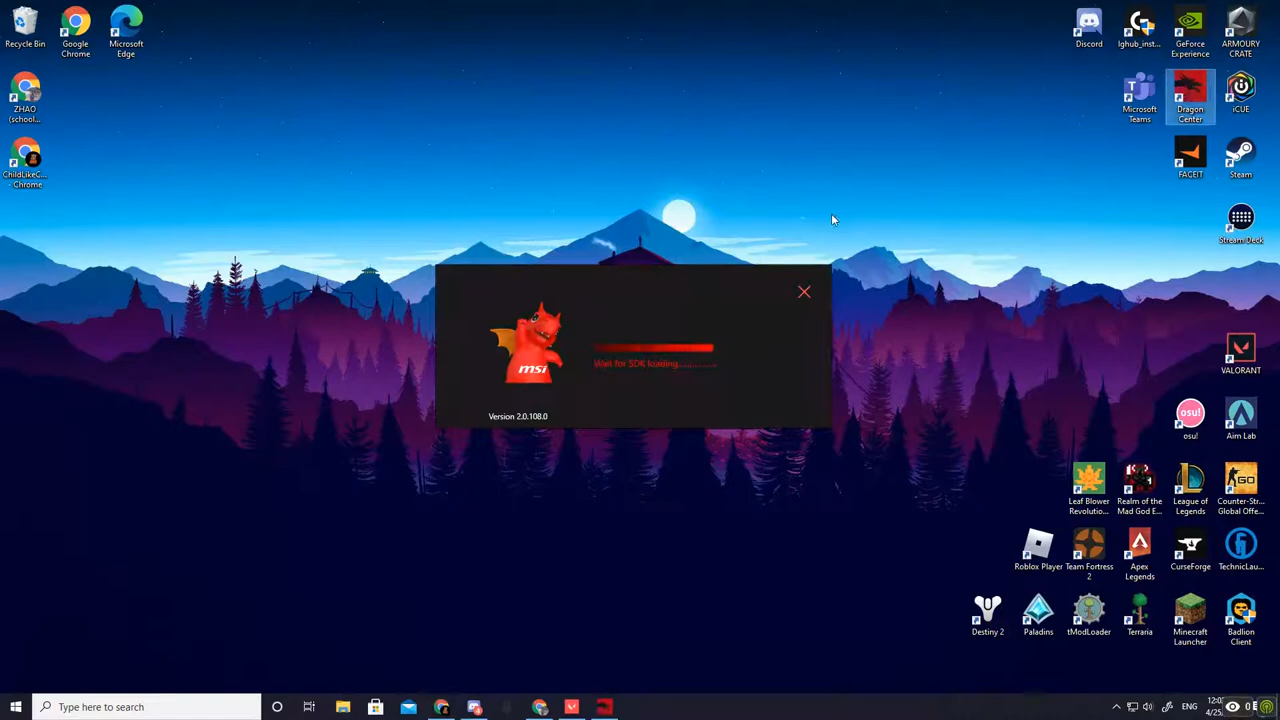 Recycle Bin
Google
Chrome
Microsoft
Edge
Discord
lghub_inst...
GeForce
Experience
ARMOURY
CRATE
ZHAO
(school...
Microsoft
Teams
Dragon
Center
iCUE
ChildLikeC...
- Chrome
FACEIT
Steam
Stream Deck
Wait for SDK loading............
msi
Version 2.0.108.0
VALORANT
osu!
osu!
Aim Lab
Leaf Blower
Revolutio...
Realm of the
Mad God E...
League of
Legends
GO
Counter-Str...
Global Offe...
Roblox Player
Team Fortress
2
Apex
Legends
CurseForge
TechnicLau...
Destiny 2
Paladins
tModLoader
Terraria
Minecraft
Launcher
Badlion
Client
Type here to search
ENG